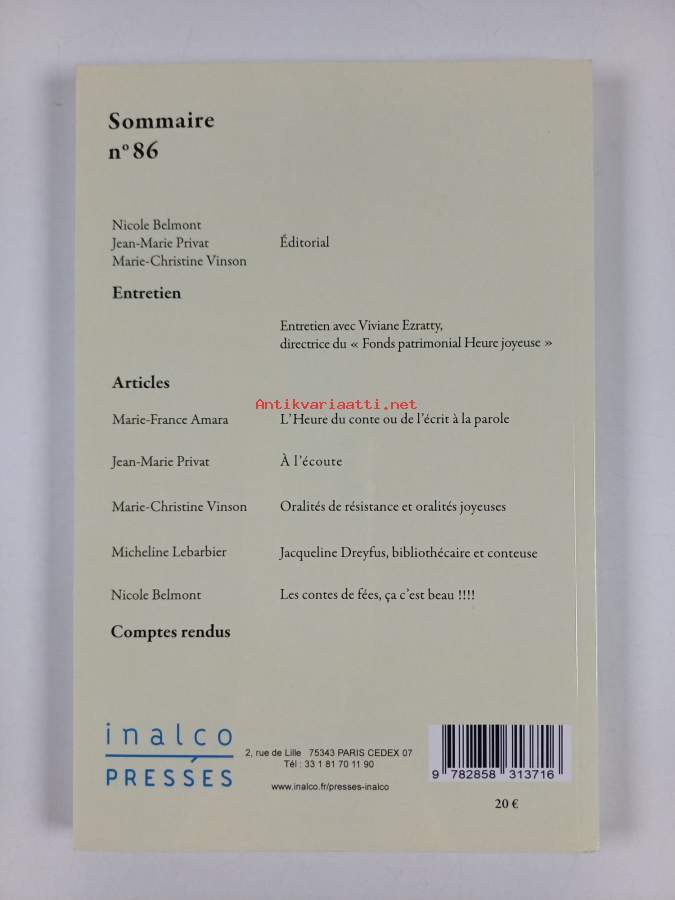 Sommaire
n° 86
Nicole Belmont
Jean-Marie Privat
Marie-Christine Vinson
Éditorial
Entretien
Entretien avec Viviane Ezratty,
directrice du « Fonds patrimonial Heure joyeuse »
Articles
Antikvariaatti.net
Marie-France Amara L'Heure du conte ou de l'écrit à la parole
Jean-Marie Privat À l'écoute
Marie-Christine Vinson Oralités de résistance et oralités joyeuses
Micheline Lebarbier Jacqueline Dreyfus, bibliothécaire et conteuse
Nicole Belmont Les contes de fées, ça c'est beau !!!!
Comptes rendus
inalco
PRESSES
2, rue de Lille 75343 PARIS CEDEX 07
Tél : 33 1 81 70 11 90
www.inalco.fr/presses-inalco
9 782858 313716
20 €